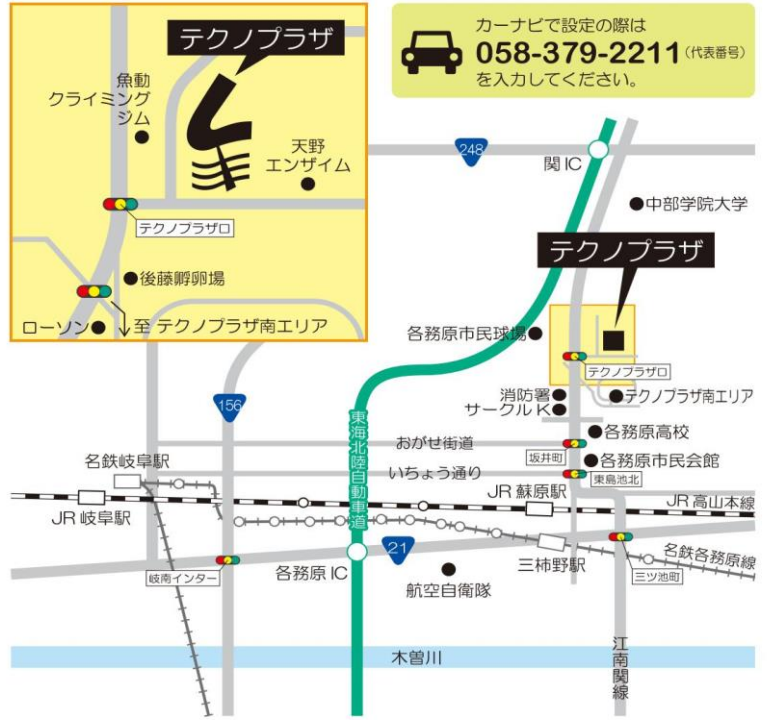 テクノプラザ
魚動
クライミング
ジム
天野
エンザイム
テクノプラザ口
後藤孵卵場
ローソン
至 テクノプラザ南エリア
カーナビで設定の際は
058-379-2211(代表番号)
を入力してください。
248
関IC
中部学院大学
テクノプラザ
各務原市民球場
テクノプラザ口
消防署
サークルK
テクノプラザ南エリア
156
東海北陸自動車道
おがせ街道
坂井町
各務原高校
いちょう通り
各務原市民会館
東島池北
名鉄岐阜駅
JR 岐阜駅
JR 蘇原駅
JR 高山本線
21
岐南インター
各務原 IC
航空自衛隊
三柿野駅
名鉄各務原線
三ツ池町
木曽川
江南関線